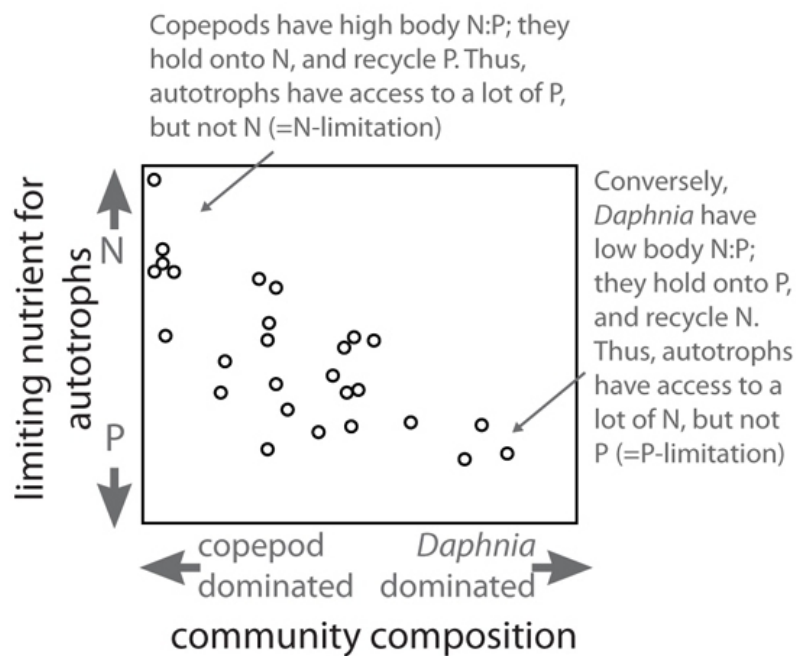 Copepods have high body N:P; they
hold onto N, and recycle P. Thus,
autotrophs have access to a lot of P,
but not N (=N-limitation)
Conversely,
Daphnia have
low body N:P;
they hold onto P,
and recycle N.
Thus, autotrophs
have access to a
lot of N, but not
P (=P-limitation)
limiting nutrient for
autotrophs
N
P
copepod
dominated
Daphnia
dominated
community composition